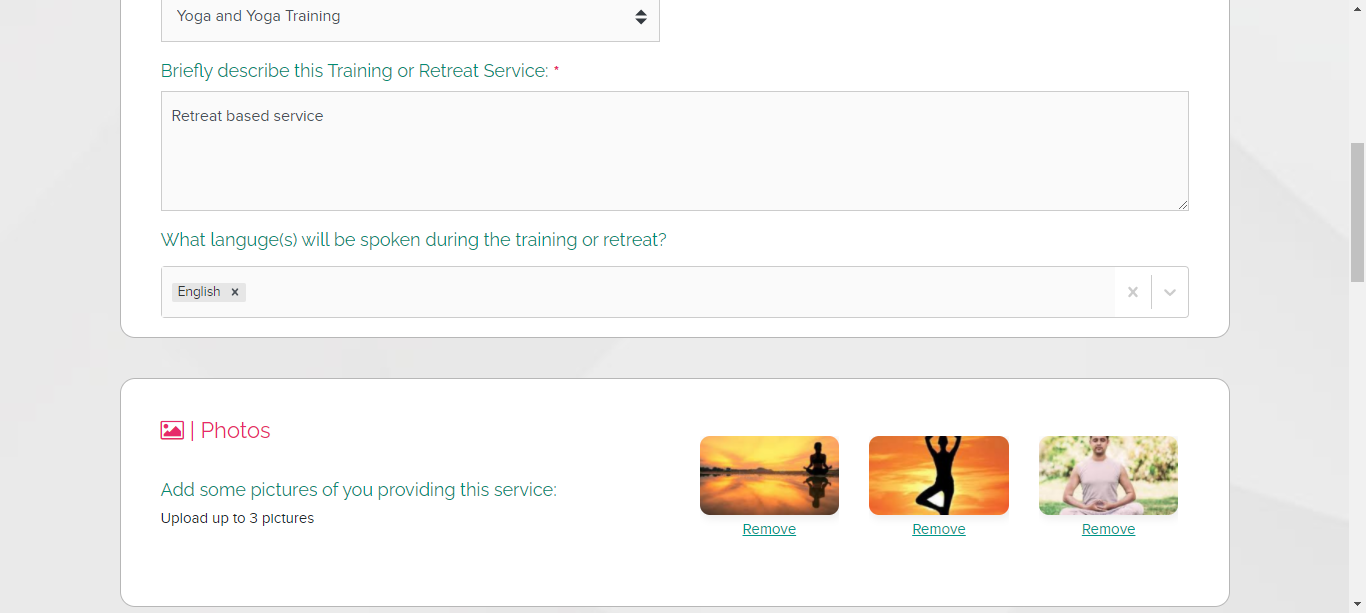 Yoga and Yoga Training
Briefly describe this Training or Retreat Service: *
Retreat based service
What languge(s) will be spoken during the training or retreat?
English ×
| Photos
Add some pictures of you providing this service:
Upload up to 3 pictures
Remove Remove Remove